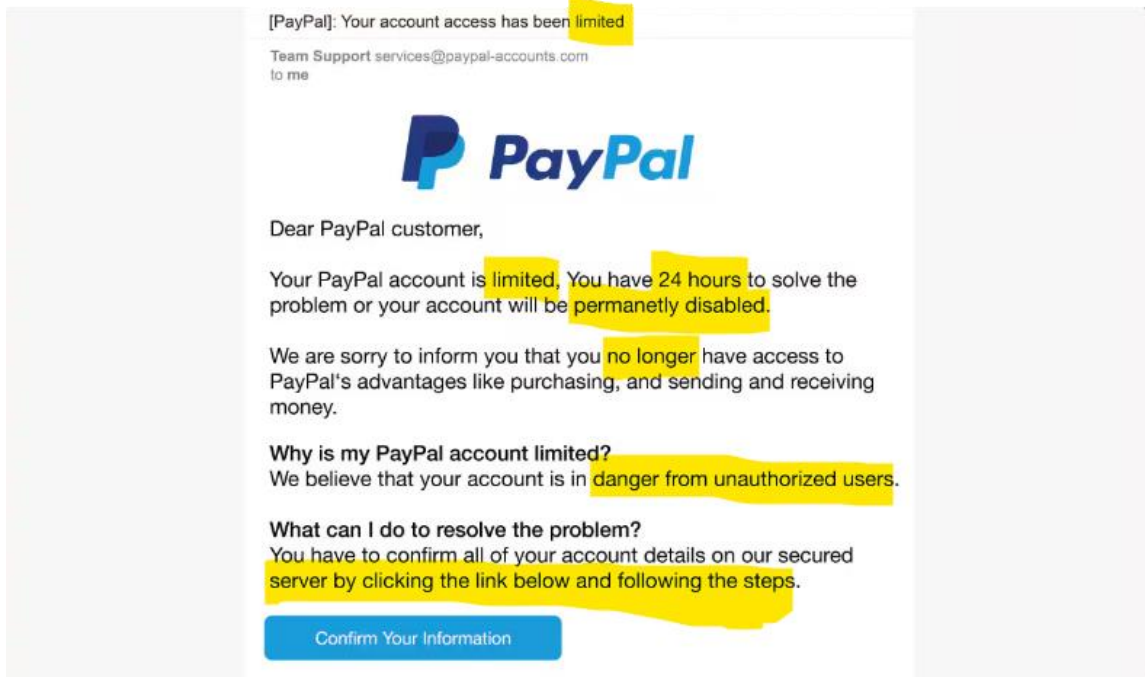 [PayPal]: Your account access has been limited
Team Support services@paypal-accounts.com
to me
PayPal
Dear PayPal customer,
Your PayPal account is limited, You have 24 hours to solve the
problem or your account will be permanetly disabled.
We are sorry to inform you that you no longer have access to
PayPal's advantages like purchasing, and sending and receiving
money.
Why is my PayPal account limited?
We believe that your account is in danger from unauthorized users.
What can I do to resolve the problem?
You have to confirm all of your account details on our secured
server by clicking the link below and following the steps.
Confirm Your Information